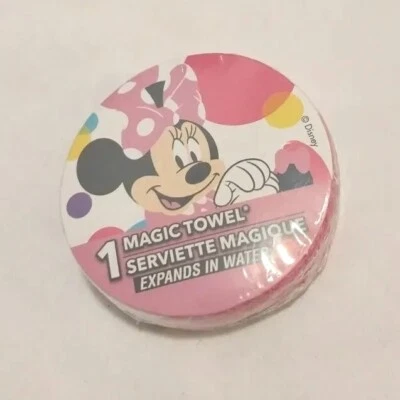 © Disney
1 MAGIC TOWEL®
SERVIETTE MAGIQUE
EXPANDS IN WATER